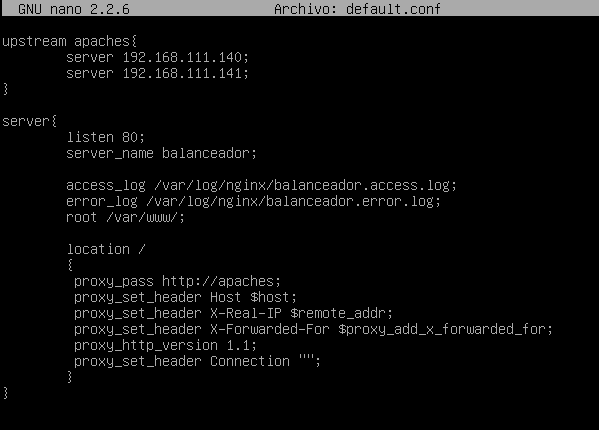 GNU nano 2.2.6 Archivo: default.conf
upstream apaches{
server 192.168.111.140;
server 192.168.111.141;
}
server{
listen 80;
server_name balanceador;
access_log /var/log/nginx/balanceador.access.log;
error_log /var/log/nginx/balanceador.error.log;
root /var/www/;
location /
{
proxy_pass http://apaches;
proxy_set_header Host $host;
proxy_set_header X-Real-IP $remote_addr;
proxy_set_header X-Forwarded-For $proxy_add_x_forwarded_for;
proxy_http_version 1.1;
proxy_set_header Connection "";
}
}